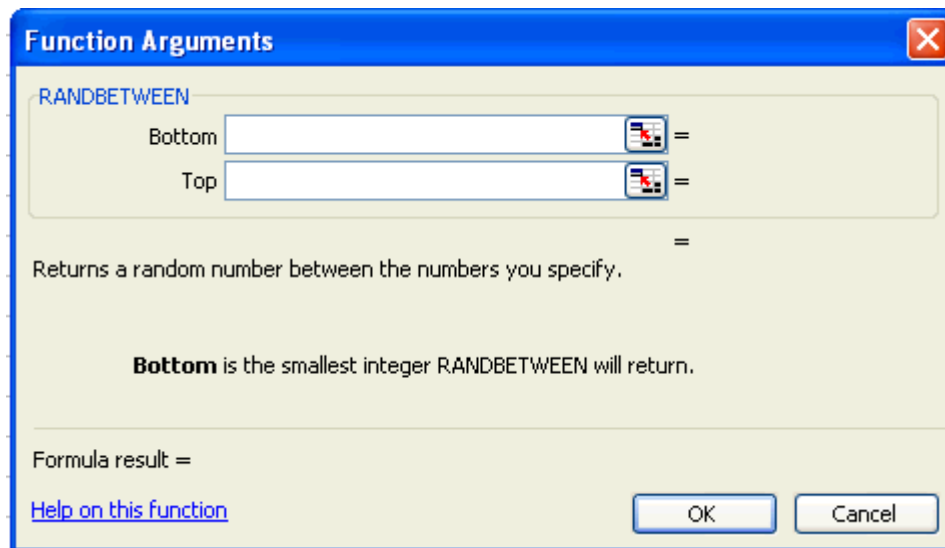 Function Arguments
RANDBETWEEN
Bottom =
Top =
=
Returns a random number between the numbers you specify.
Bottom is the smallest integer RANDBETWEEN will return.
Formula result =
Help on this function
OK Cancel